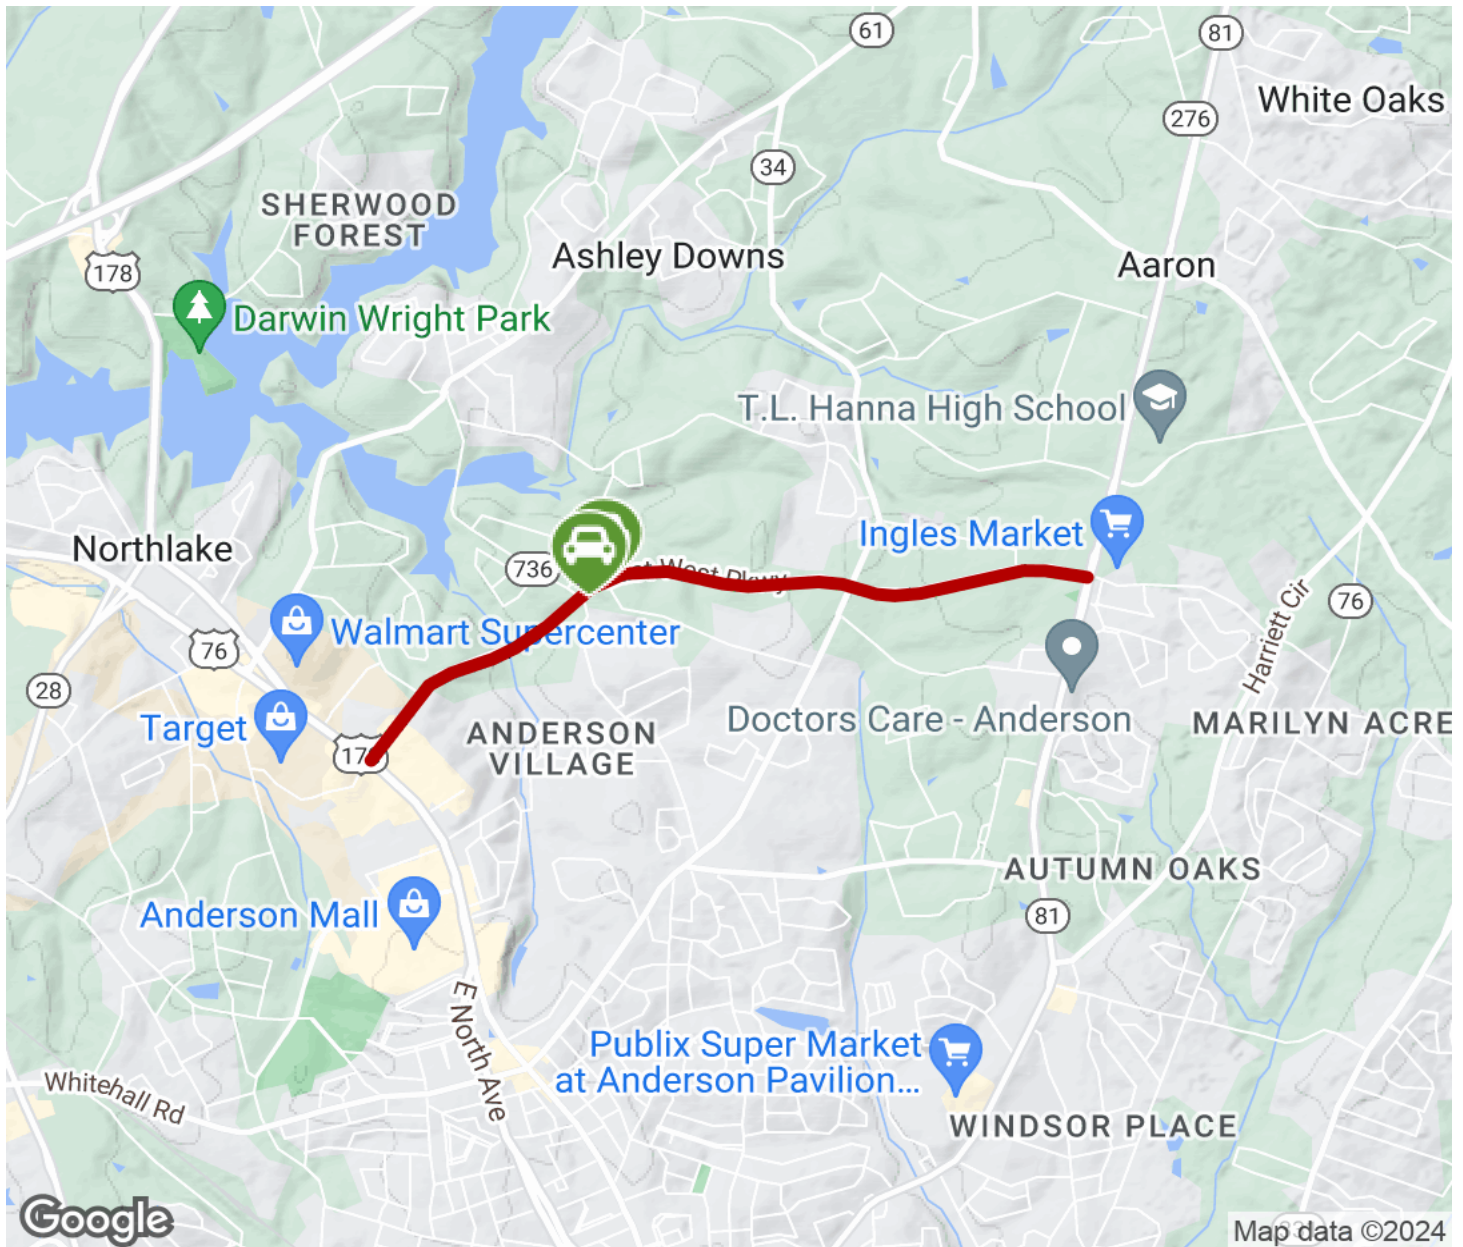 61
81
White Oaks
276
34
SHERWOOD
FOREST
Ashley Downs
Aaron
178
Darwin Wright Park
T.L. Hanna High School
Ingles Market
Northlake
736
West Pkwy
76
Harriett Cir
Walmart Supercenter
76
28
Target
ANDERSON
VILLAGE
Doctors Care - Anderson
MARILYN ACRE
AUTUMN OAKS
Anderson Mall
81
E North Ave
Publix Super Market
at Anderson Pavilion...
Whitehall Rd
WINDSOR PLACE
Google
Map data ©2024